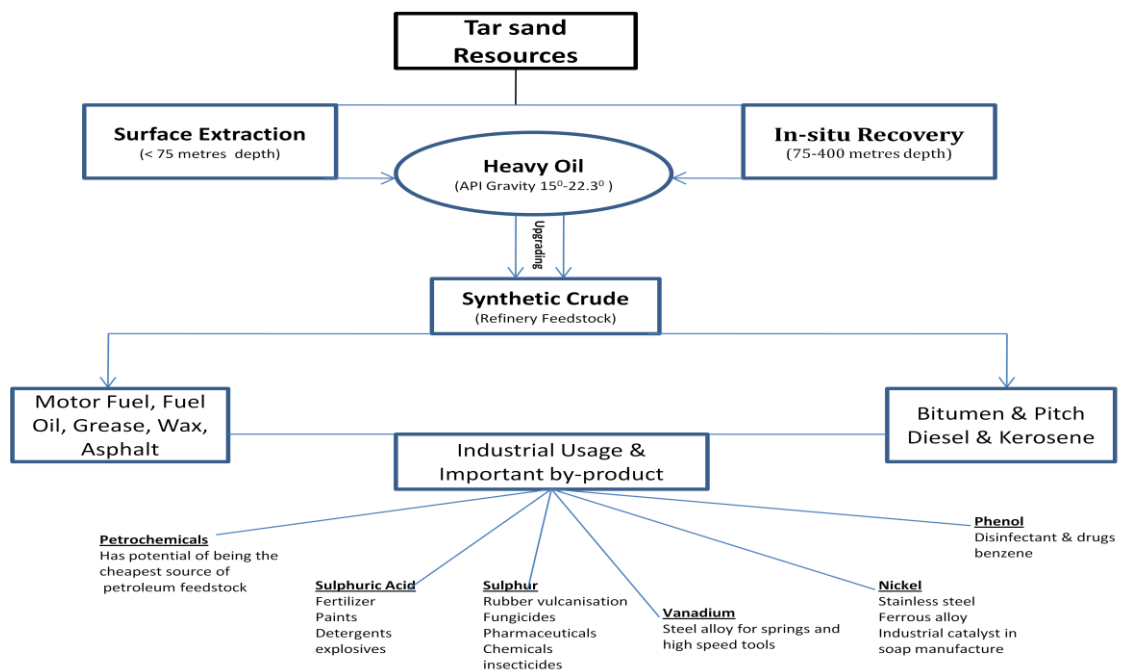 Tar sand
Resources
Surface Extraction
(< 75 metres depth)
In-situ Recovery
(75-400 metres depth)
Heavy Oil
(API Gravity 15⁰-22.3⁰ )
Upgrading
Synthetic Crude
(Refinery Feedstock)
Motor Fuel, Fuel
Oil, Grease, Wax,
Asphalt
Bitumen & Pitch
Diesel & Kerosene
Industrial Usage &
Important by-product
Petrochemicals
Has potential of being the
cheapest source of
petroleum feedstock
Sulphuric Acid
Fertilizer
Paints
Detergents
explosives
Sulphur
Rubber vulcanisation
Fungicides
Pharmaceuticals
Chemicals
insecticides
Vanadium
Steel alloy for springs and
high speed tools
Nickel
Stainless steel
Ferrous alloy
Industrial catalyst in
soap manufacture
Phenol
Disinfectant & drugs
benzene